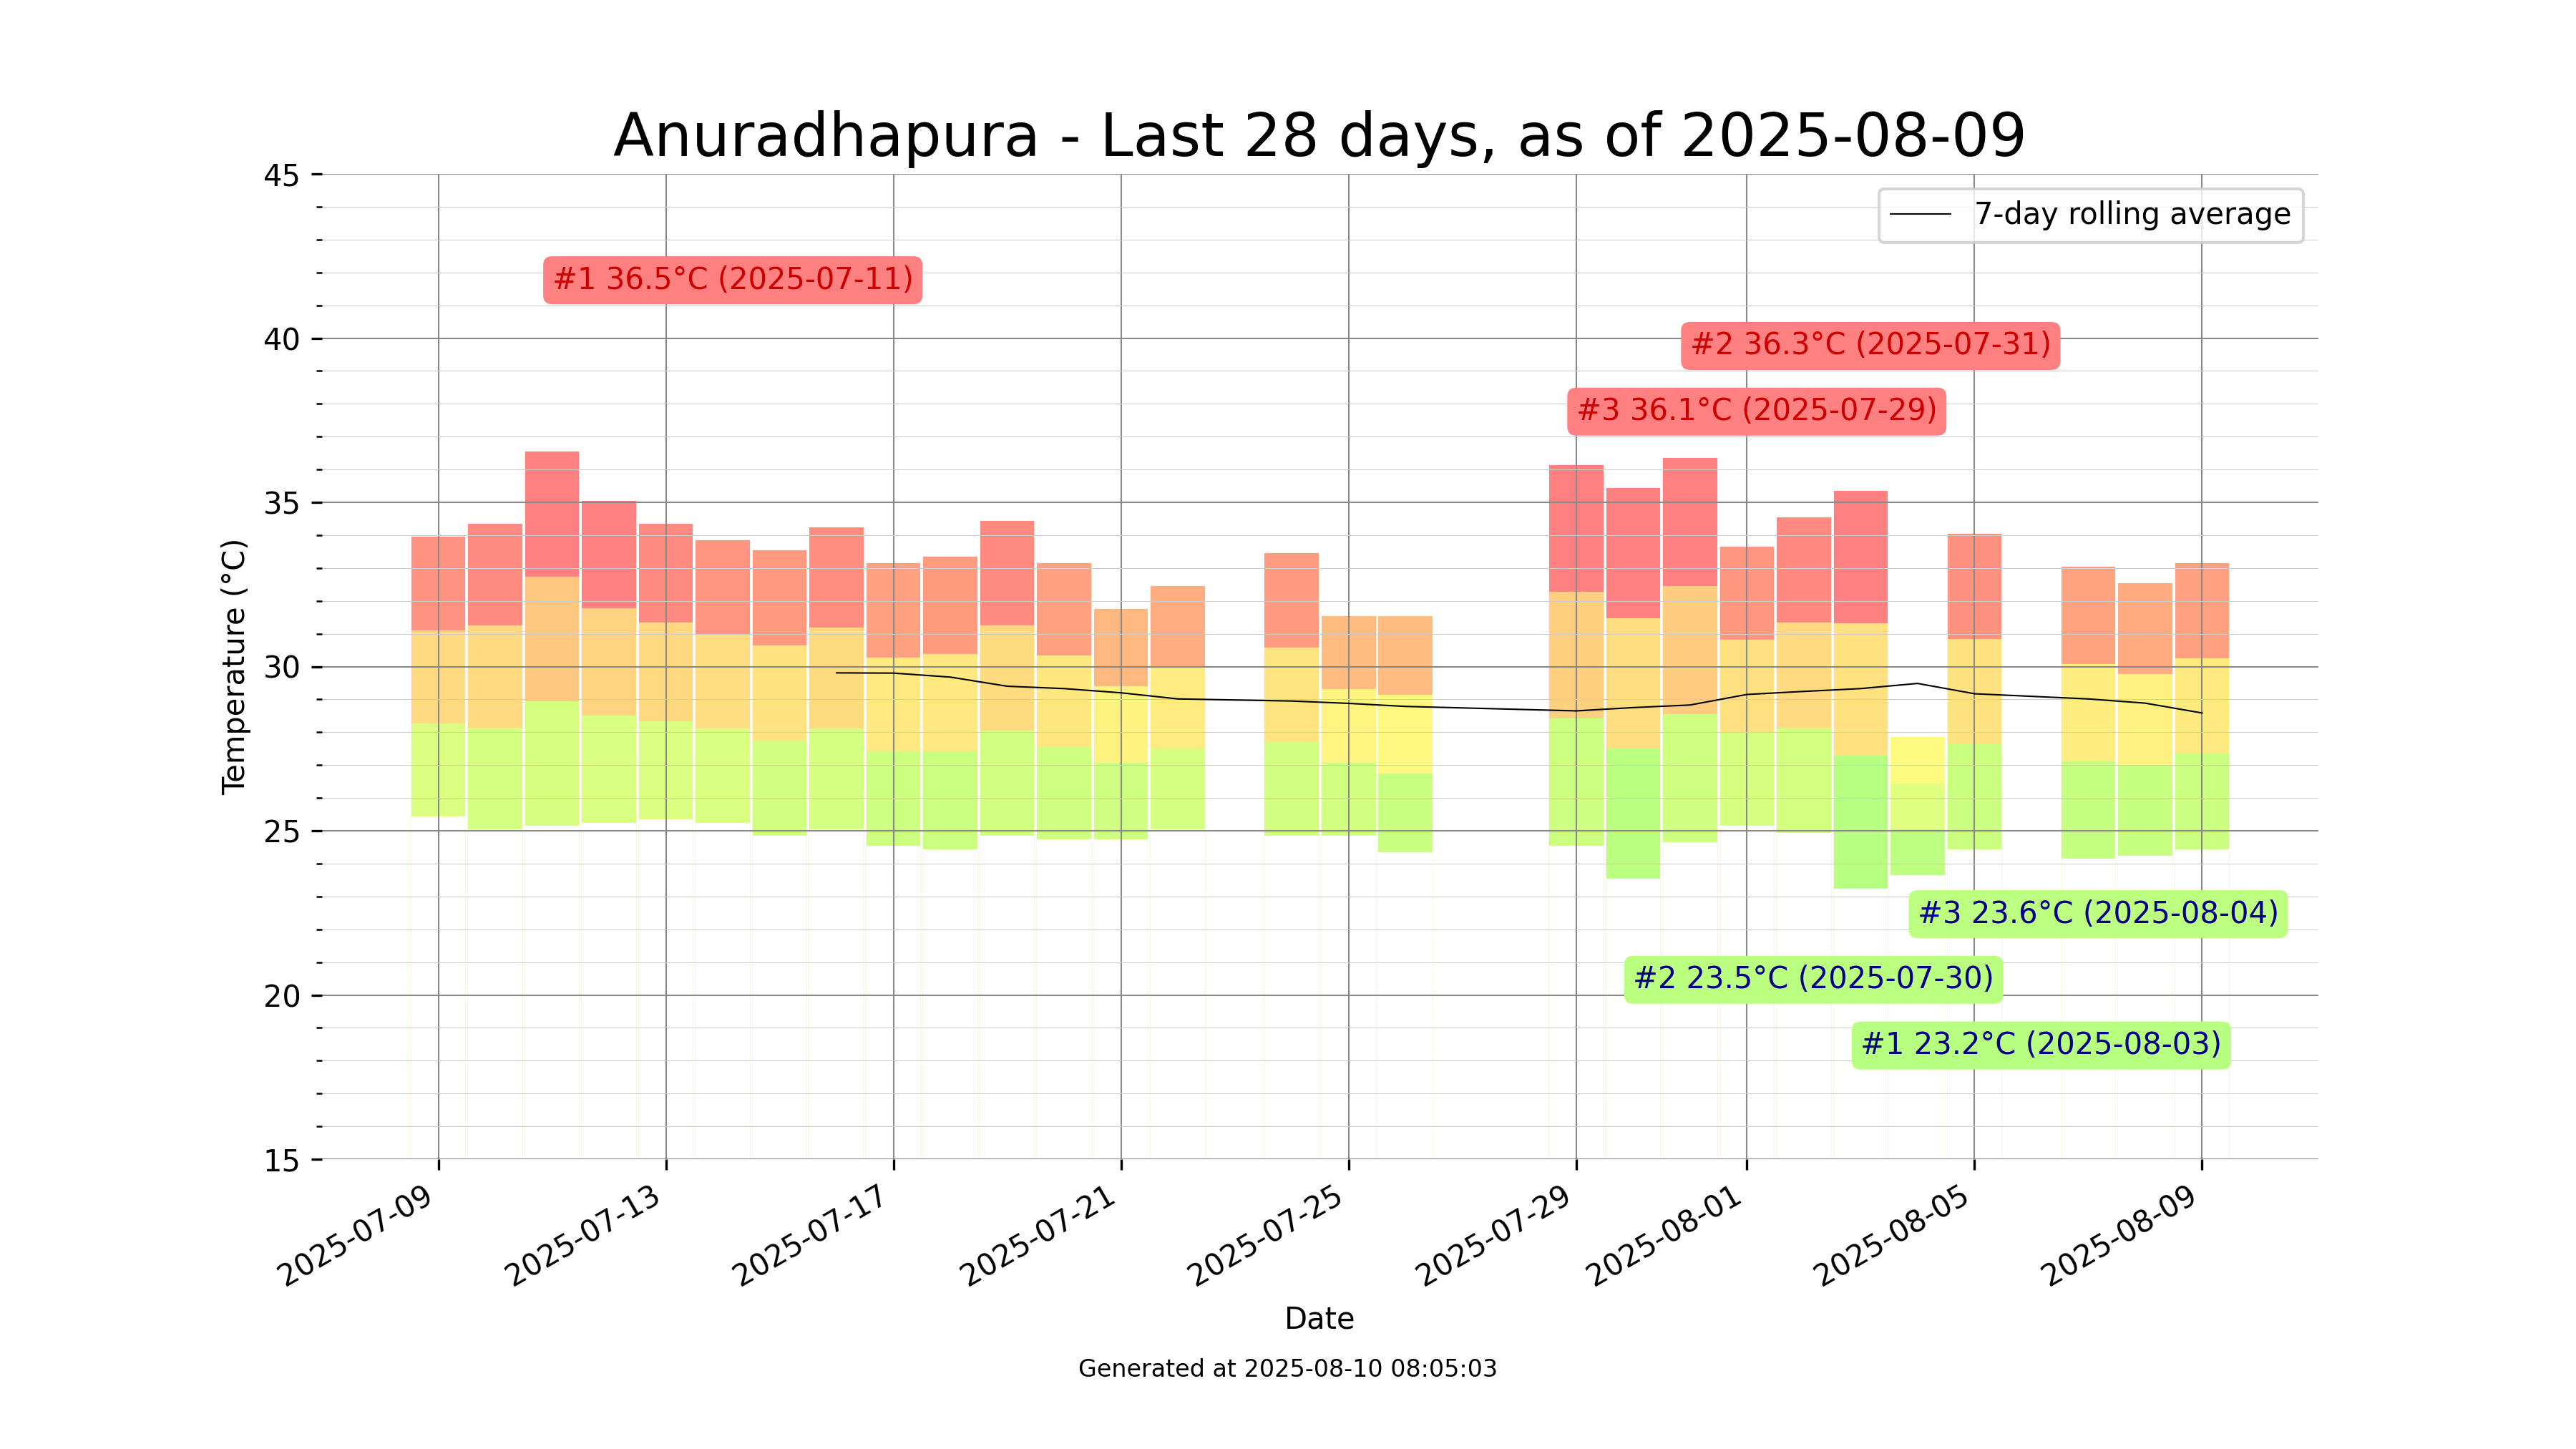 Anuradhapura - Last 28 days, as of 2025-08-09
45
7-day rolling average
#1 36.5°C (2025-07-11)
40
#2 36.3°C (2025-07-31)
#3 36.1°C (2025-07-29)
35
Temperature (°C)
30
25
#3 23.6°C (2025-08-04)
#2 23.5°C (2025-07-30)
20
#1 23.2°C (2025-08-03)
15
2025-07-09
2025-07-13
2025-07-17
2025-07-21
2025-07-25
2025-07-29
2025-08-01
2025-08-05
2025-08-09
Date
Generated at 2025-08-10 08:05:03